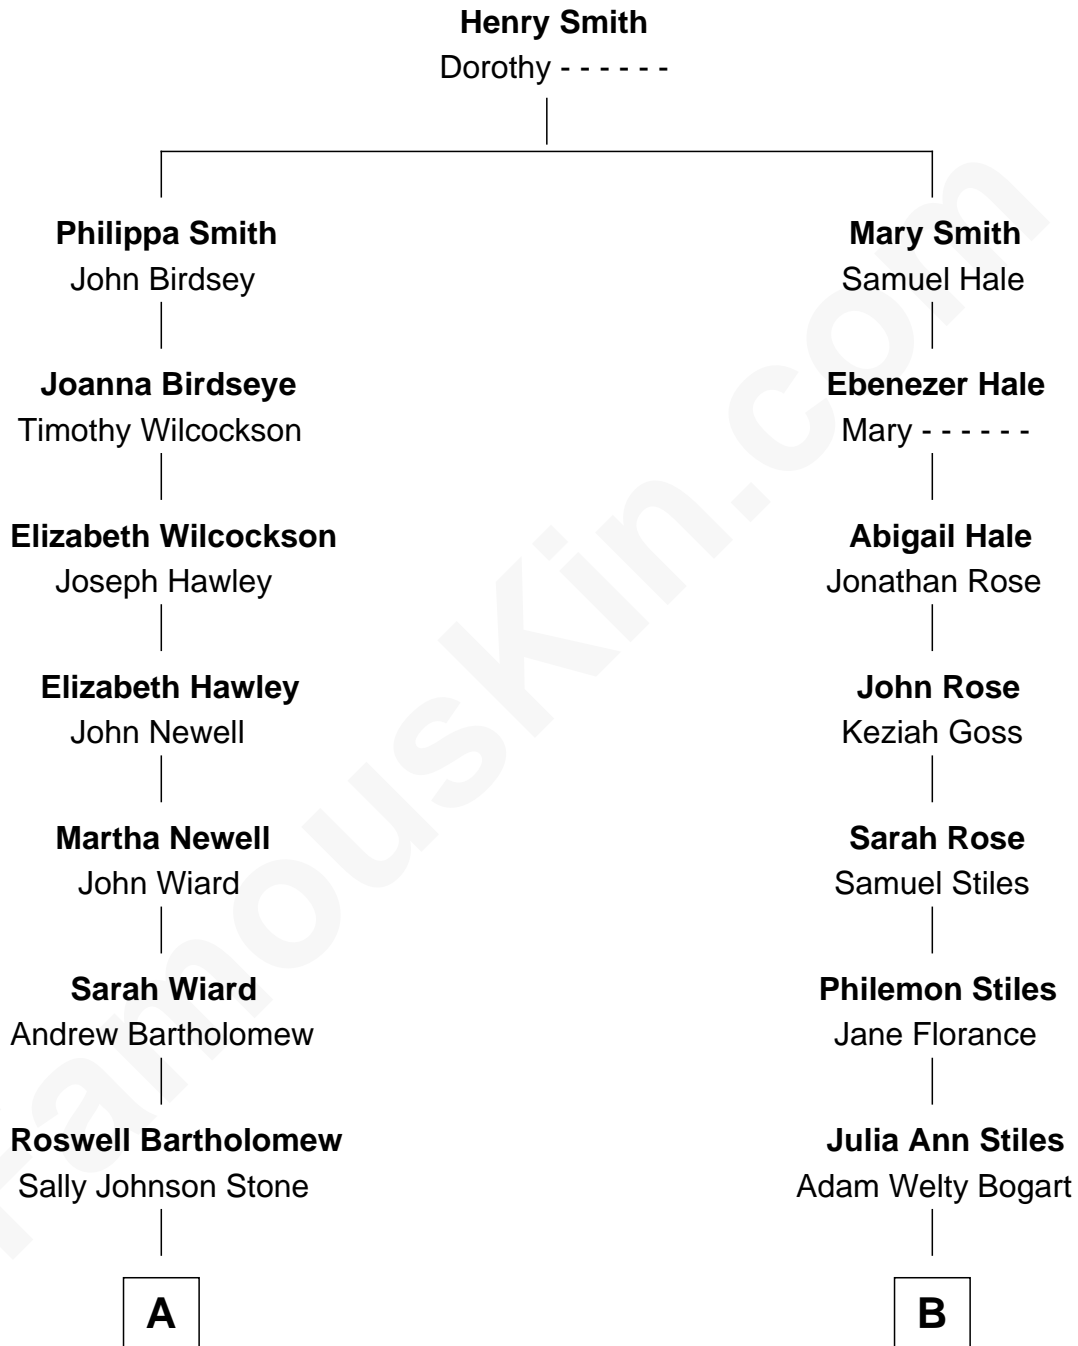 Henry Smith
Dorothy - - - - - -
Philippa Smith
John Birdsey
Mary Smith
Samuel Hale
Joanna Birdseye
Timothy Wilcockson
Ebenezer Hale
Mary - - - - - -
Elizabeth Wilcockson
Joseph Hawley
Abigail Hale
Jonathan Rose
Elizabeth Hawley
John Newell
John Rose
Keziah Goss
Martha Newell
John Wiard
Sarah Rose
Samuel Stiles
Sarah Wiard
Andrew Bartholomew
Philemon Stiles
Jane Florance
Roswell Bartholomew
Sally Johnson Stone
Julia Ann Stiles
Adam Welty Bogart
A
B
FamousKin.com